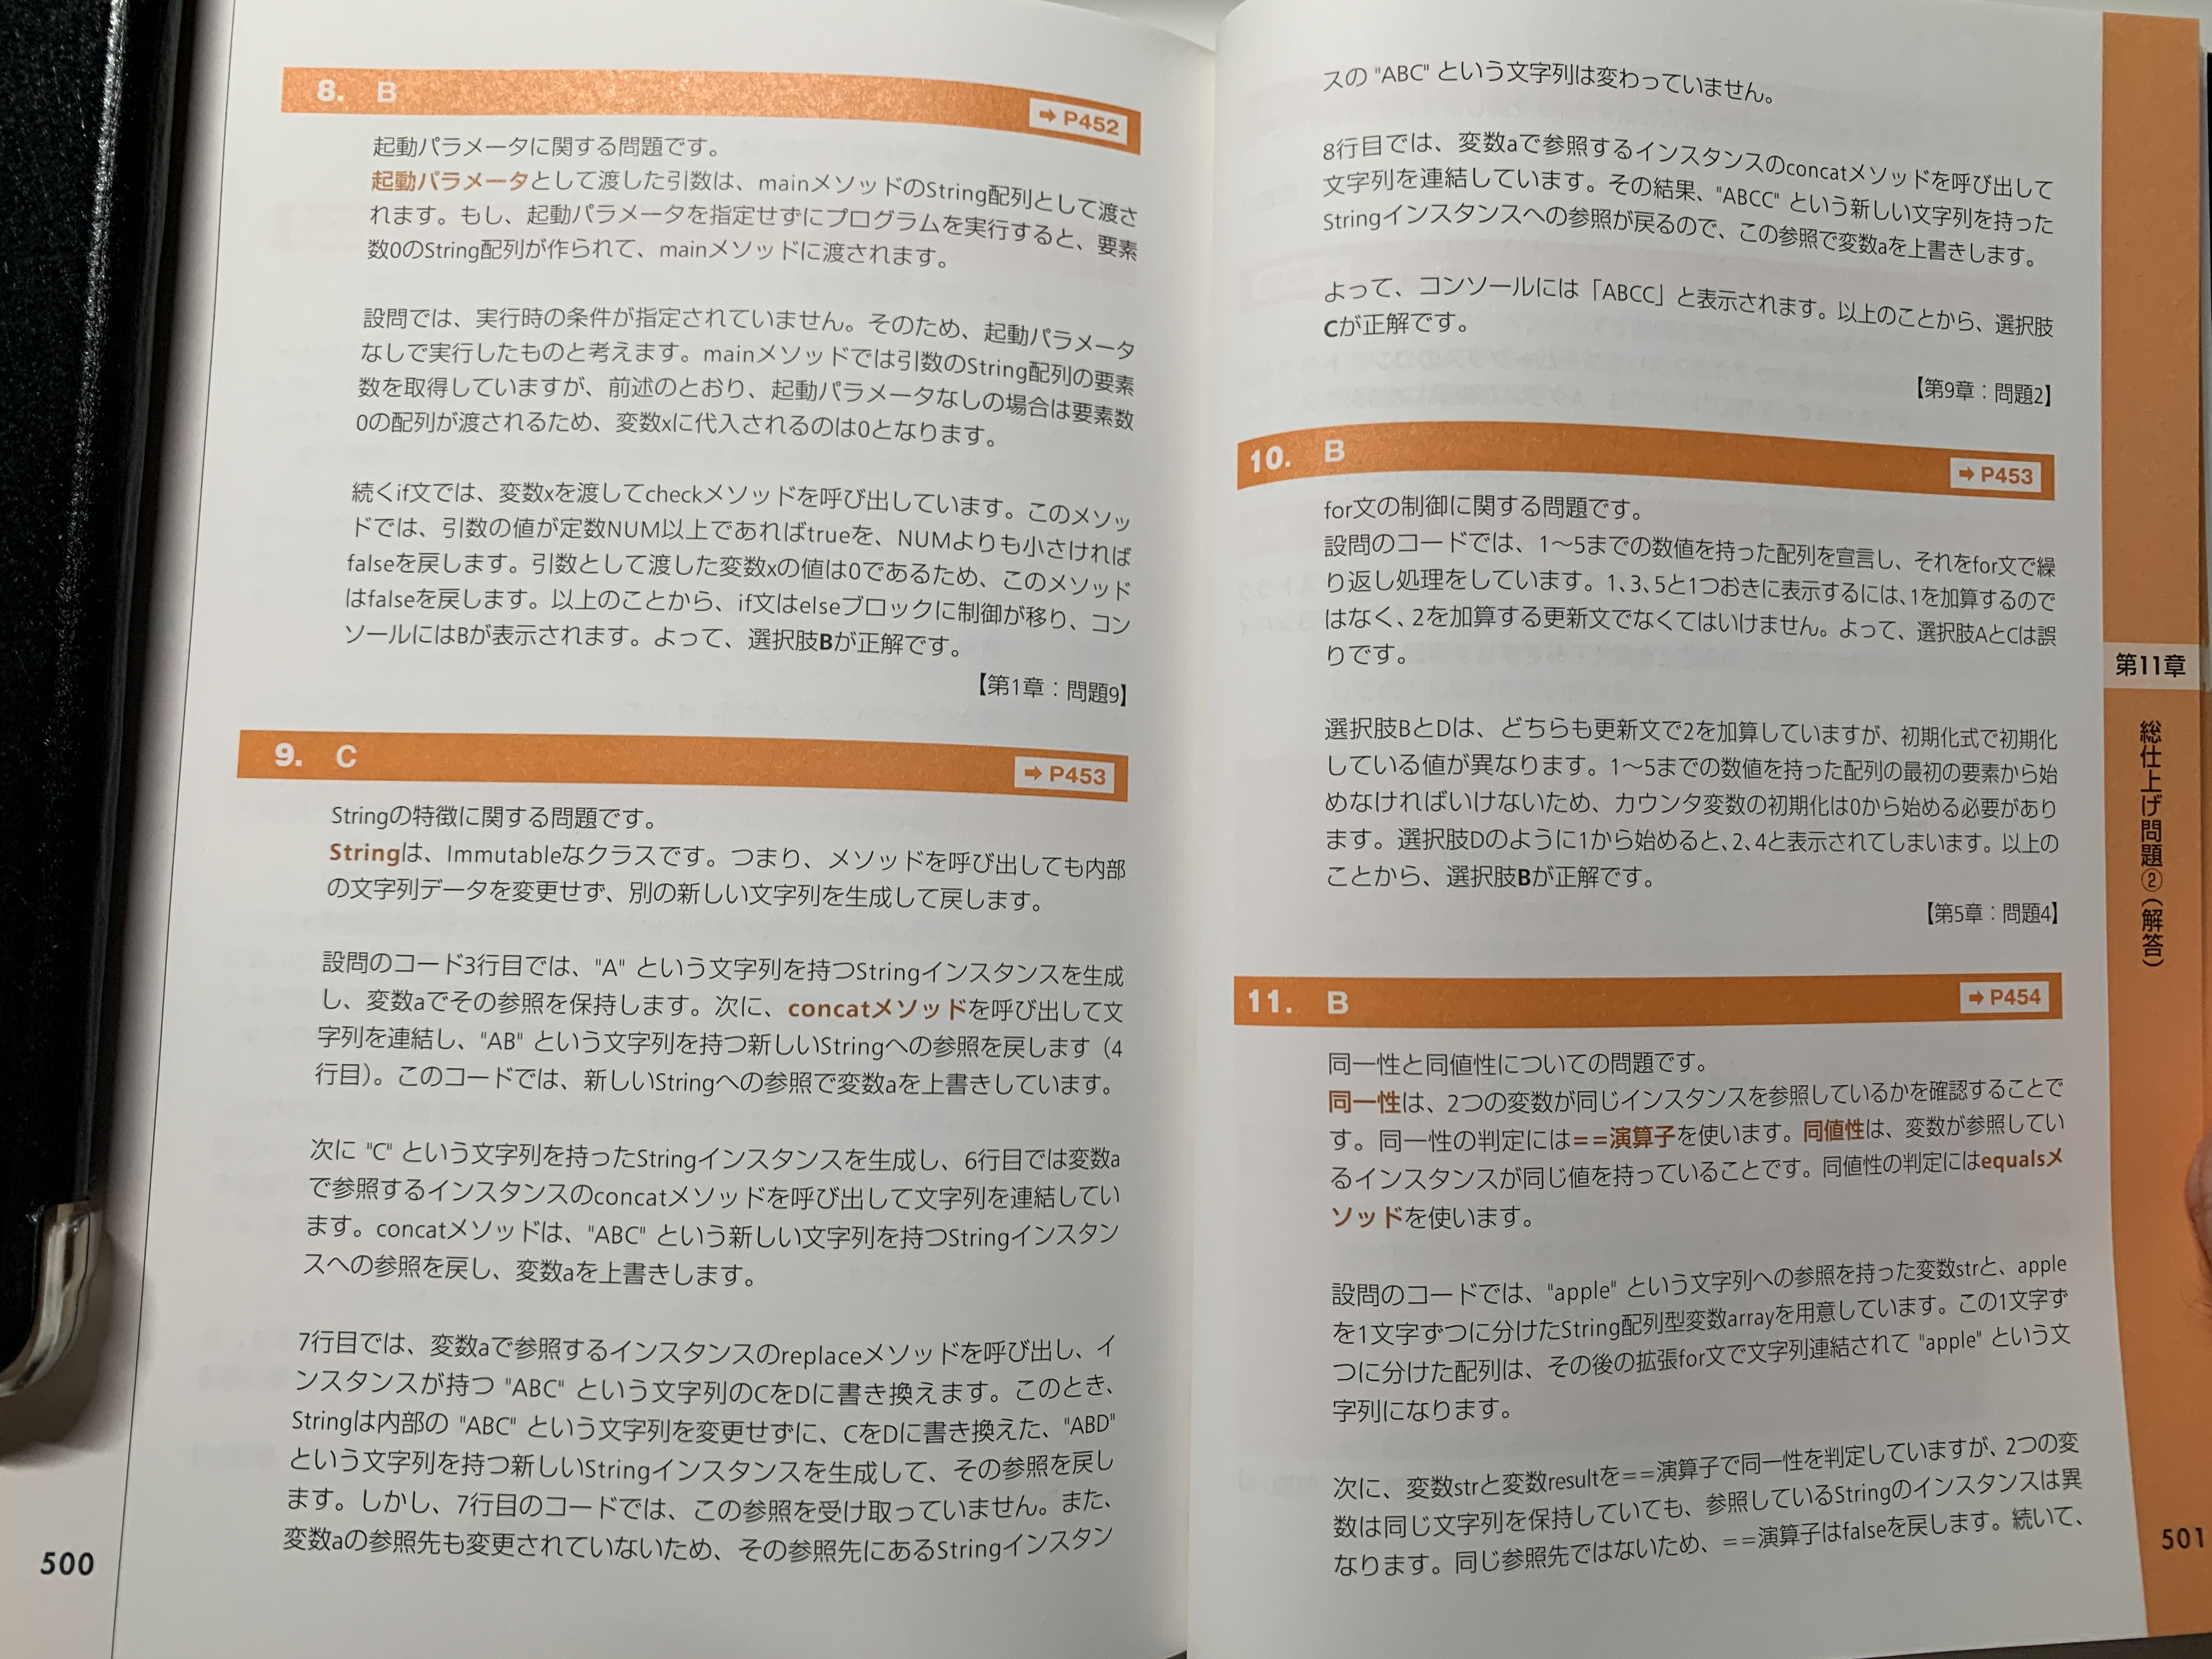 8. B
➡P452
起動パラメータに関する問題です。
起動パラメータとして渡した引数は、mainメソッドのString配列として渡さ
れます。もし、起動パラメータを指定せずにプログラムを実行すると、要素
数0のString配列が作られて、mainメソッドに渡されます。
設問では、実行時の条件が指定されていません。そのため、起動パラメータ
なしで実行したものと考えます。mainメソッドでは引数のString配列の要素
数を取得していますが、前述のとおり、起動パラメータなしの場合は要素数
0の配列が渡されるため、変数xに代入されるのは0となります。
続くif文では、変数xを渡してcheckメソッドを呼び出しています。このメソッ
ドでは、引数の値が定数NUM以上であればtrueを、NUMよりも小さければ
falseを戻します。引数として渡した変数xの値は0であるため、このメソッド
はfalseを戻します。以上のことから、if文はelseブロックに制御が移り、コン
ソールにはBが表示されます。よって、選択肢Bが正解です。
【第1章：問題9】
9. C
➡P453
Stringの特徴に関する問題です。
Stringは、Immutableなクラスです。つまり、メソッドを呼び出しても内部
の文字列データを変更せず、別の新しい文字列を生成して戻します。
設問のコード3行目では、"A" という文字列を持つStringインスタンスを生成
し、変数aでその参照を保持します。次に、concatメソッドを呼び出して文
字列を連結し、"AB" という文字列を持つ新しいStringへの参照を戻します（4
行目）。このコードでは、新しいStringへの参照で変数aを上書きしています。
次に "C" という文字列を持ったStringインスタンスを生成し、6行目では変数a
で参照するインスタンスのconcatメソッドを呼び出して文字列を連結してい
ます。concatメソッドは、"ABC" という新しい文字列を持つStringインスタン
スへの参照を戻し、変数aを上書きします。
7行目では、変数aで参照するインスタンスのreplaceメソッドを呼び出し、イ
ンスタンスが持つ "ABC" という文字列のCをDに書き換えます。このとき、
Stringは内部の "ABC" という文字列を変更せずに、CをDに書き換えた、"ABD"
という文字列を持つ新しいStringインスタンスを生成して、その参照を戻し
ます。しかし、7行目のコードでは、この参照を受け取っていません。また、
変数aの参照先も変更されていないため、その参照先にあるStringインスタン
500
スの "ABC" という文字列は変わっていません。
8行目では、変数aで参照するインスタンスのconcatメソッドを呼び出して
文字列を連結しています。その結果、"ABCC" という新しい文字列を持った
Stringインスタンスへの参照が戻るので、この参照で変数aを上書きします。
よって、コンソールには「ABCC」と表示されます。以上のことから、選択肢
Cが正解です。
【第9章：問題2】
10. B
➡P453
for文の制御に関する問題です。
設問のコードでは、1～5までの数値を持った配列を宣言し、それをfor文で繰
り返し処理をしています。1、3、5と1つおきに表示するには、1を加算するので
はなく、2を加算する更新文でなくてはいけません。よって、選択肢AとCは誤
りです。
選択肢BとDは、どちらも更新文で2を加算していますが、初期化式で初期化
している値が異なります。1～5までの数値を持った配列の最初の要素から始
めなければいけないため、カウンタ変数の初期化は0から始める必要があり
ます。選択肢Dのように1から始めると、2、4と表示されてしまいます。以上の
ことから、選択肢Bが正解です。
【第5章：問題4】
11. B
➡P454
同一性と同値性についての問題です。
同一性は、2つの変数が同じインスタンスを参照しているかを確認することで
す。同一性の判定には==演算子を使います。同値性は、変数が参照してい
るインスタンスが同じ値を持っていることです。同値性の判定にはequalsメ
ソッドを使います。
設問のコードでは、"apple" という文字列への参照を持った変数strと、apple
を1文字ずつに分けたString配列型変数arrayを用意しています。この1文字ず
つに分けた配列は、その後の拡張for文で文字列連結されて "apple" という文
字列になります。
次に、変数strと変数resultを==演算子で同一性を判定していますが、2つの変
数は同じ文字列を保持していても、参照しているStringのインスタンスは異
なります。同じ参照先ではないため、==演算子はfalseを戻します。続いて、
第11章
総仕上げ問題②（解答）
501